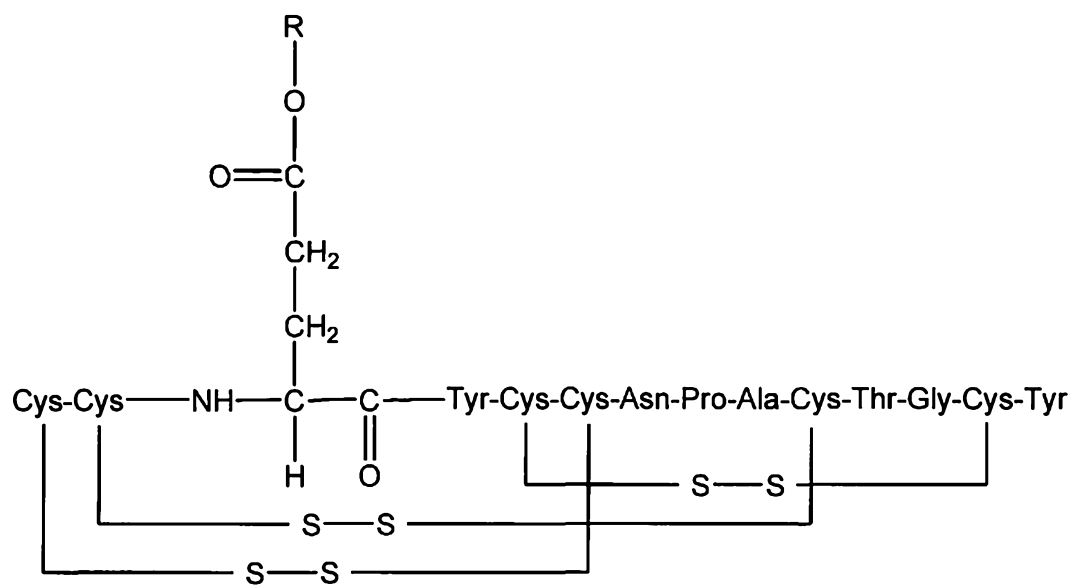 R
O
O=C
CH2
CH2
Cys-Cys—NH—C—C—Tyr-Cys-Cys-Asn-Pro-Ala-Cys-Thr-Gly-Cys-Tyr
H O
S—S
S—S
S—S